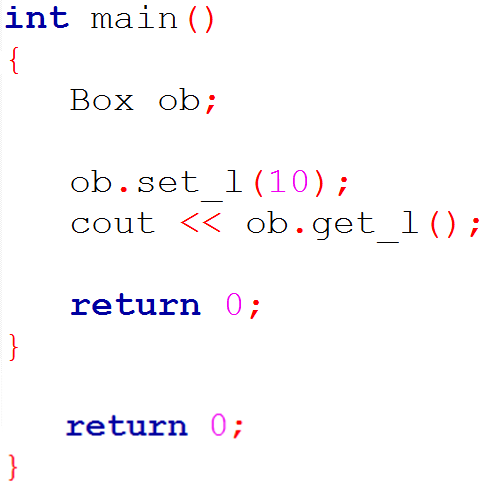 int main()
{
Box ob;
ob.set_l(10);
cout << ob.get_l();
return 0;
}
return 0;
}